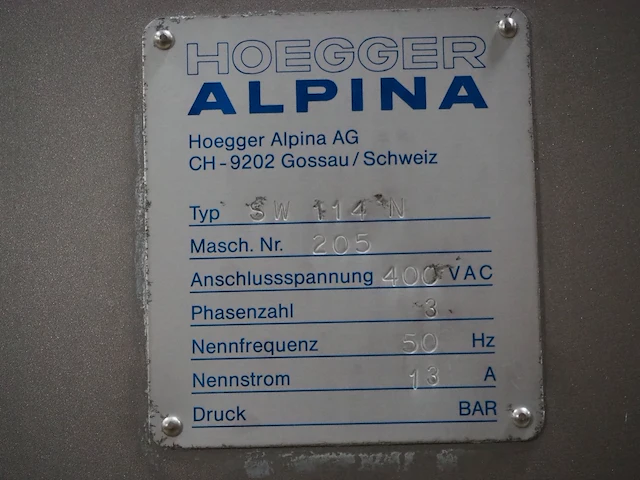 HOEGGER
ALPINA
Hoegger Alpina AG
CH-9202 Gossau/Schweiz
Typ SW 114 N
Masch. Nr. 205
Anschlussspannung 400 VAC
Phasenzahl 3
Nennfrequenz 50 Hz
Nennstrom 13 A
Druck BAR